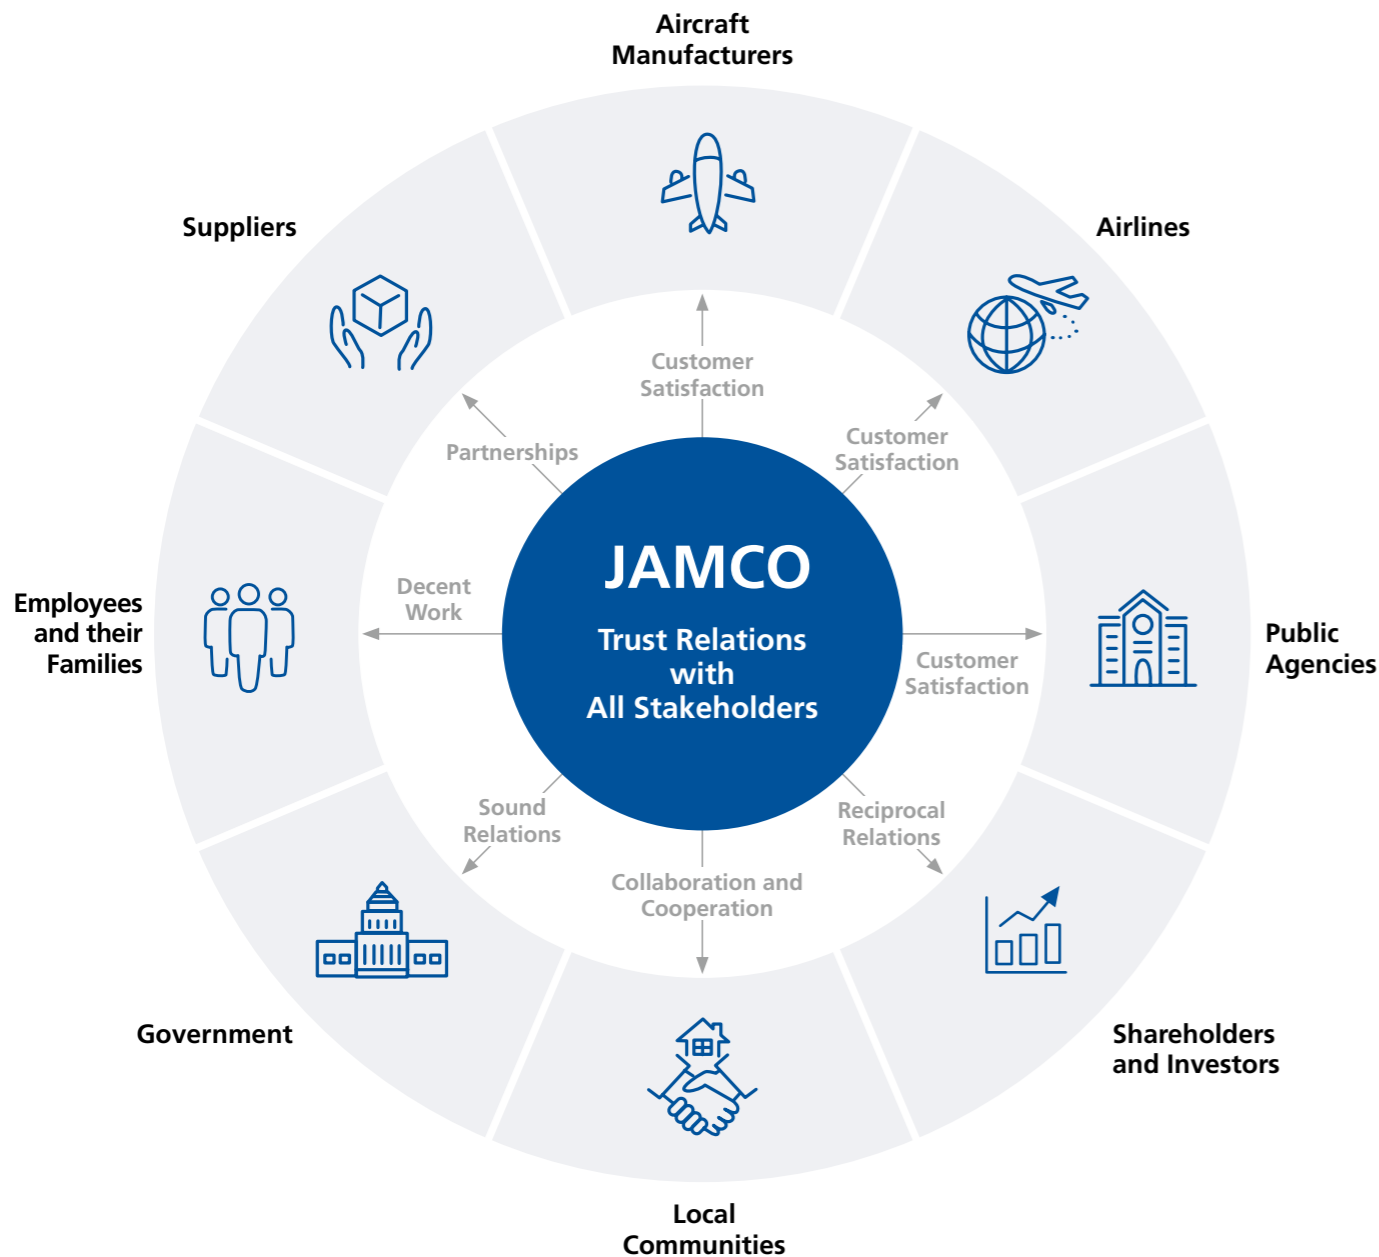 Aircraft
Manufacturers
Suppliers
Airlines
Customer
Satisfaction
Customer
Satisfaction
Partnerships
JAMCO
Trust Relations
with
All Stakeholders
Decent
Work
Employees
and their
Families
Public
Agencies
Customer
Satisfaction
Sound
Relations
Reciprocal
Relations
Collaboration and
Cooperation
Government
Shareholders
and Investors
Local
Communities